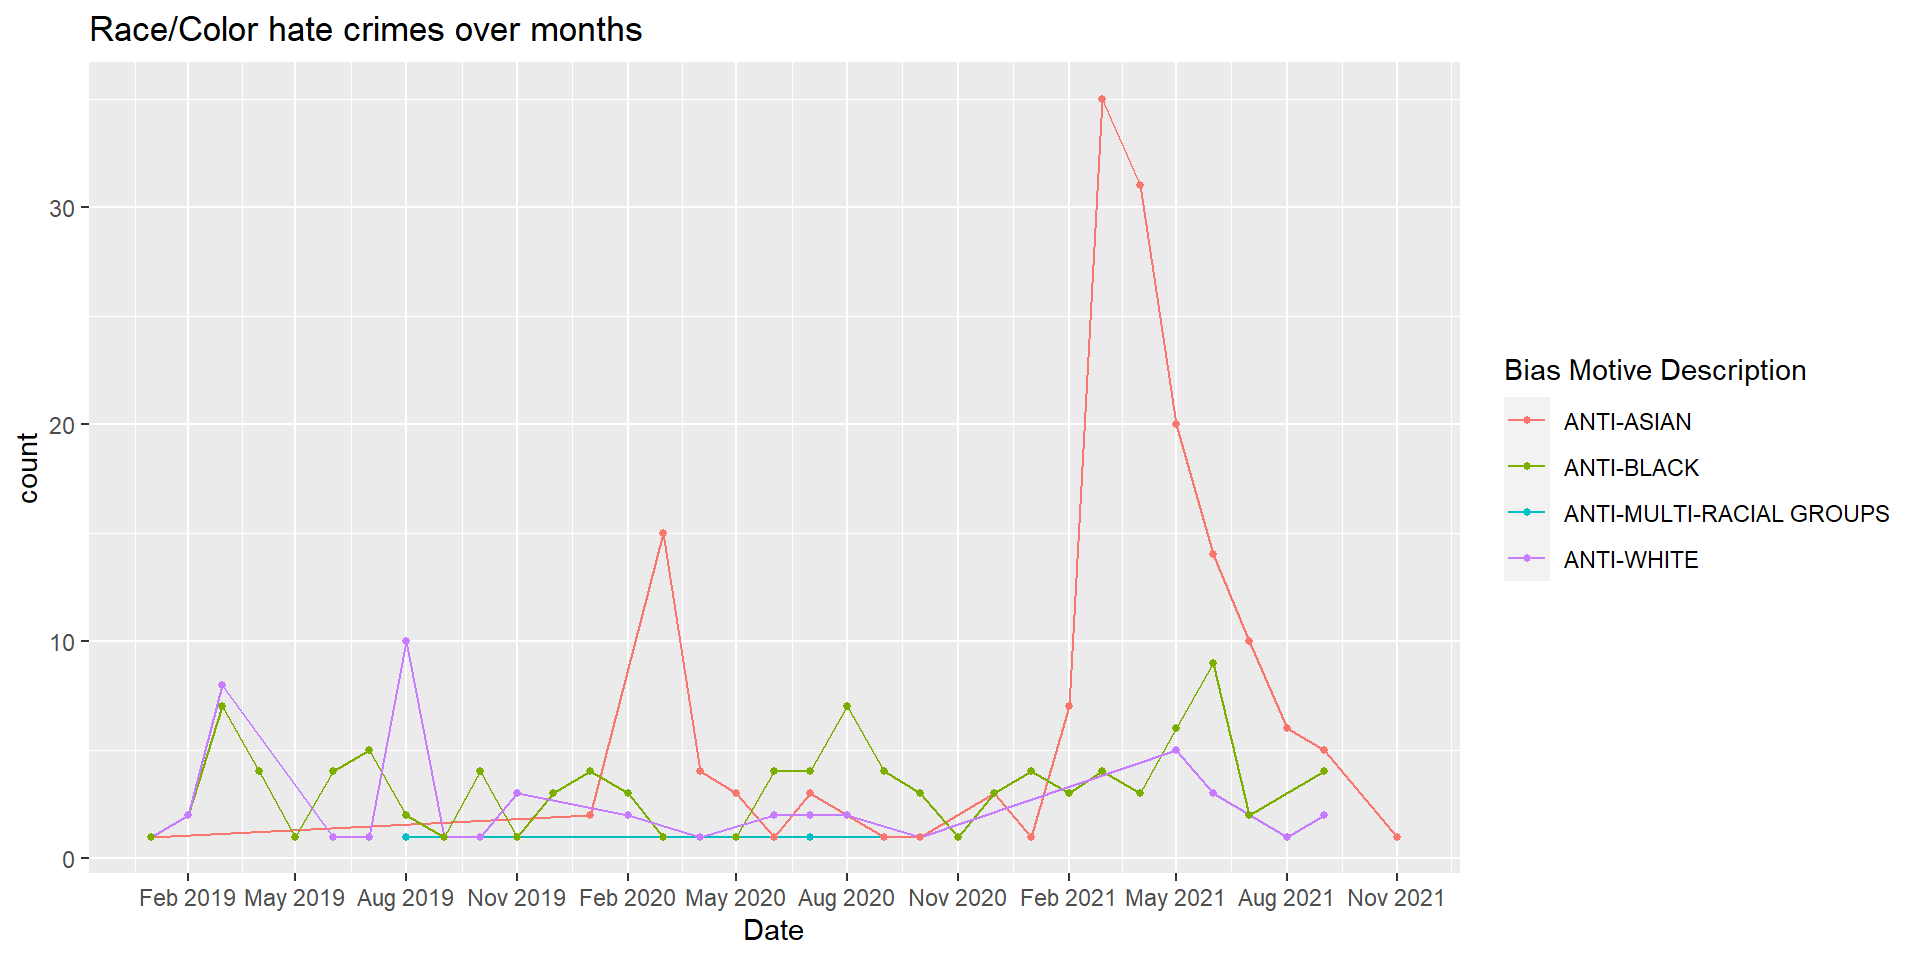 Race/Color hate crimes over months
count
30
20
10
0
Feb 2019 May 2019 Aug 2019 Nov 2019 Feb 2020 May 2020 Aug 2020 Nov 2020 Feb 2021 May 2021 Aug 2021 Nov 2021
Date
Bias Motive Description
ANTI-ASIAN
ANTI-BLACK
ANTI-MULTI-RACIAL GROUPS
ANTI-WHITE